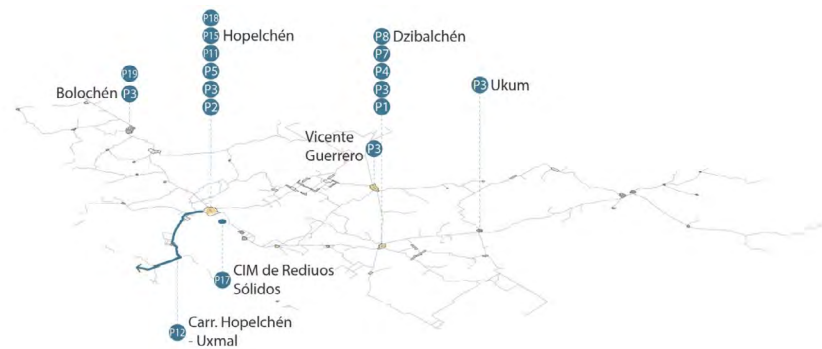 P18
P15 Hopelchén
P11
P5
P3
P2
P8 Dzibalchén
P7
P4
P3
P1
P19
Bolochén P3
P3 Ukum
Vicente
Guerrero P3
P17 CIM de Rediuos
Sólidos
P12 Carr. Hopelchén
- Uxmal